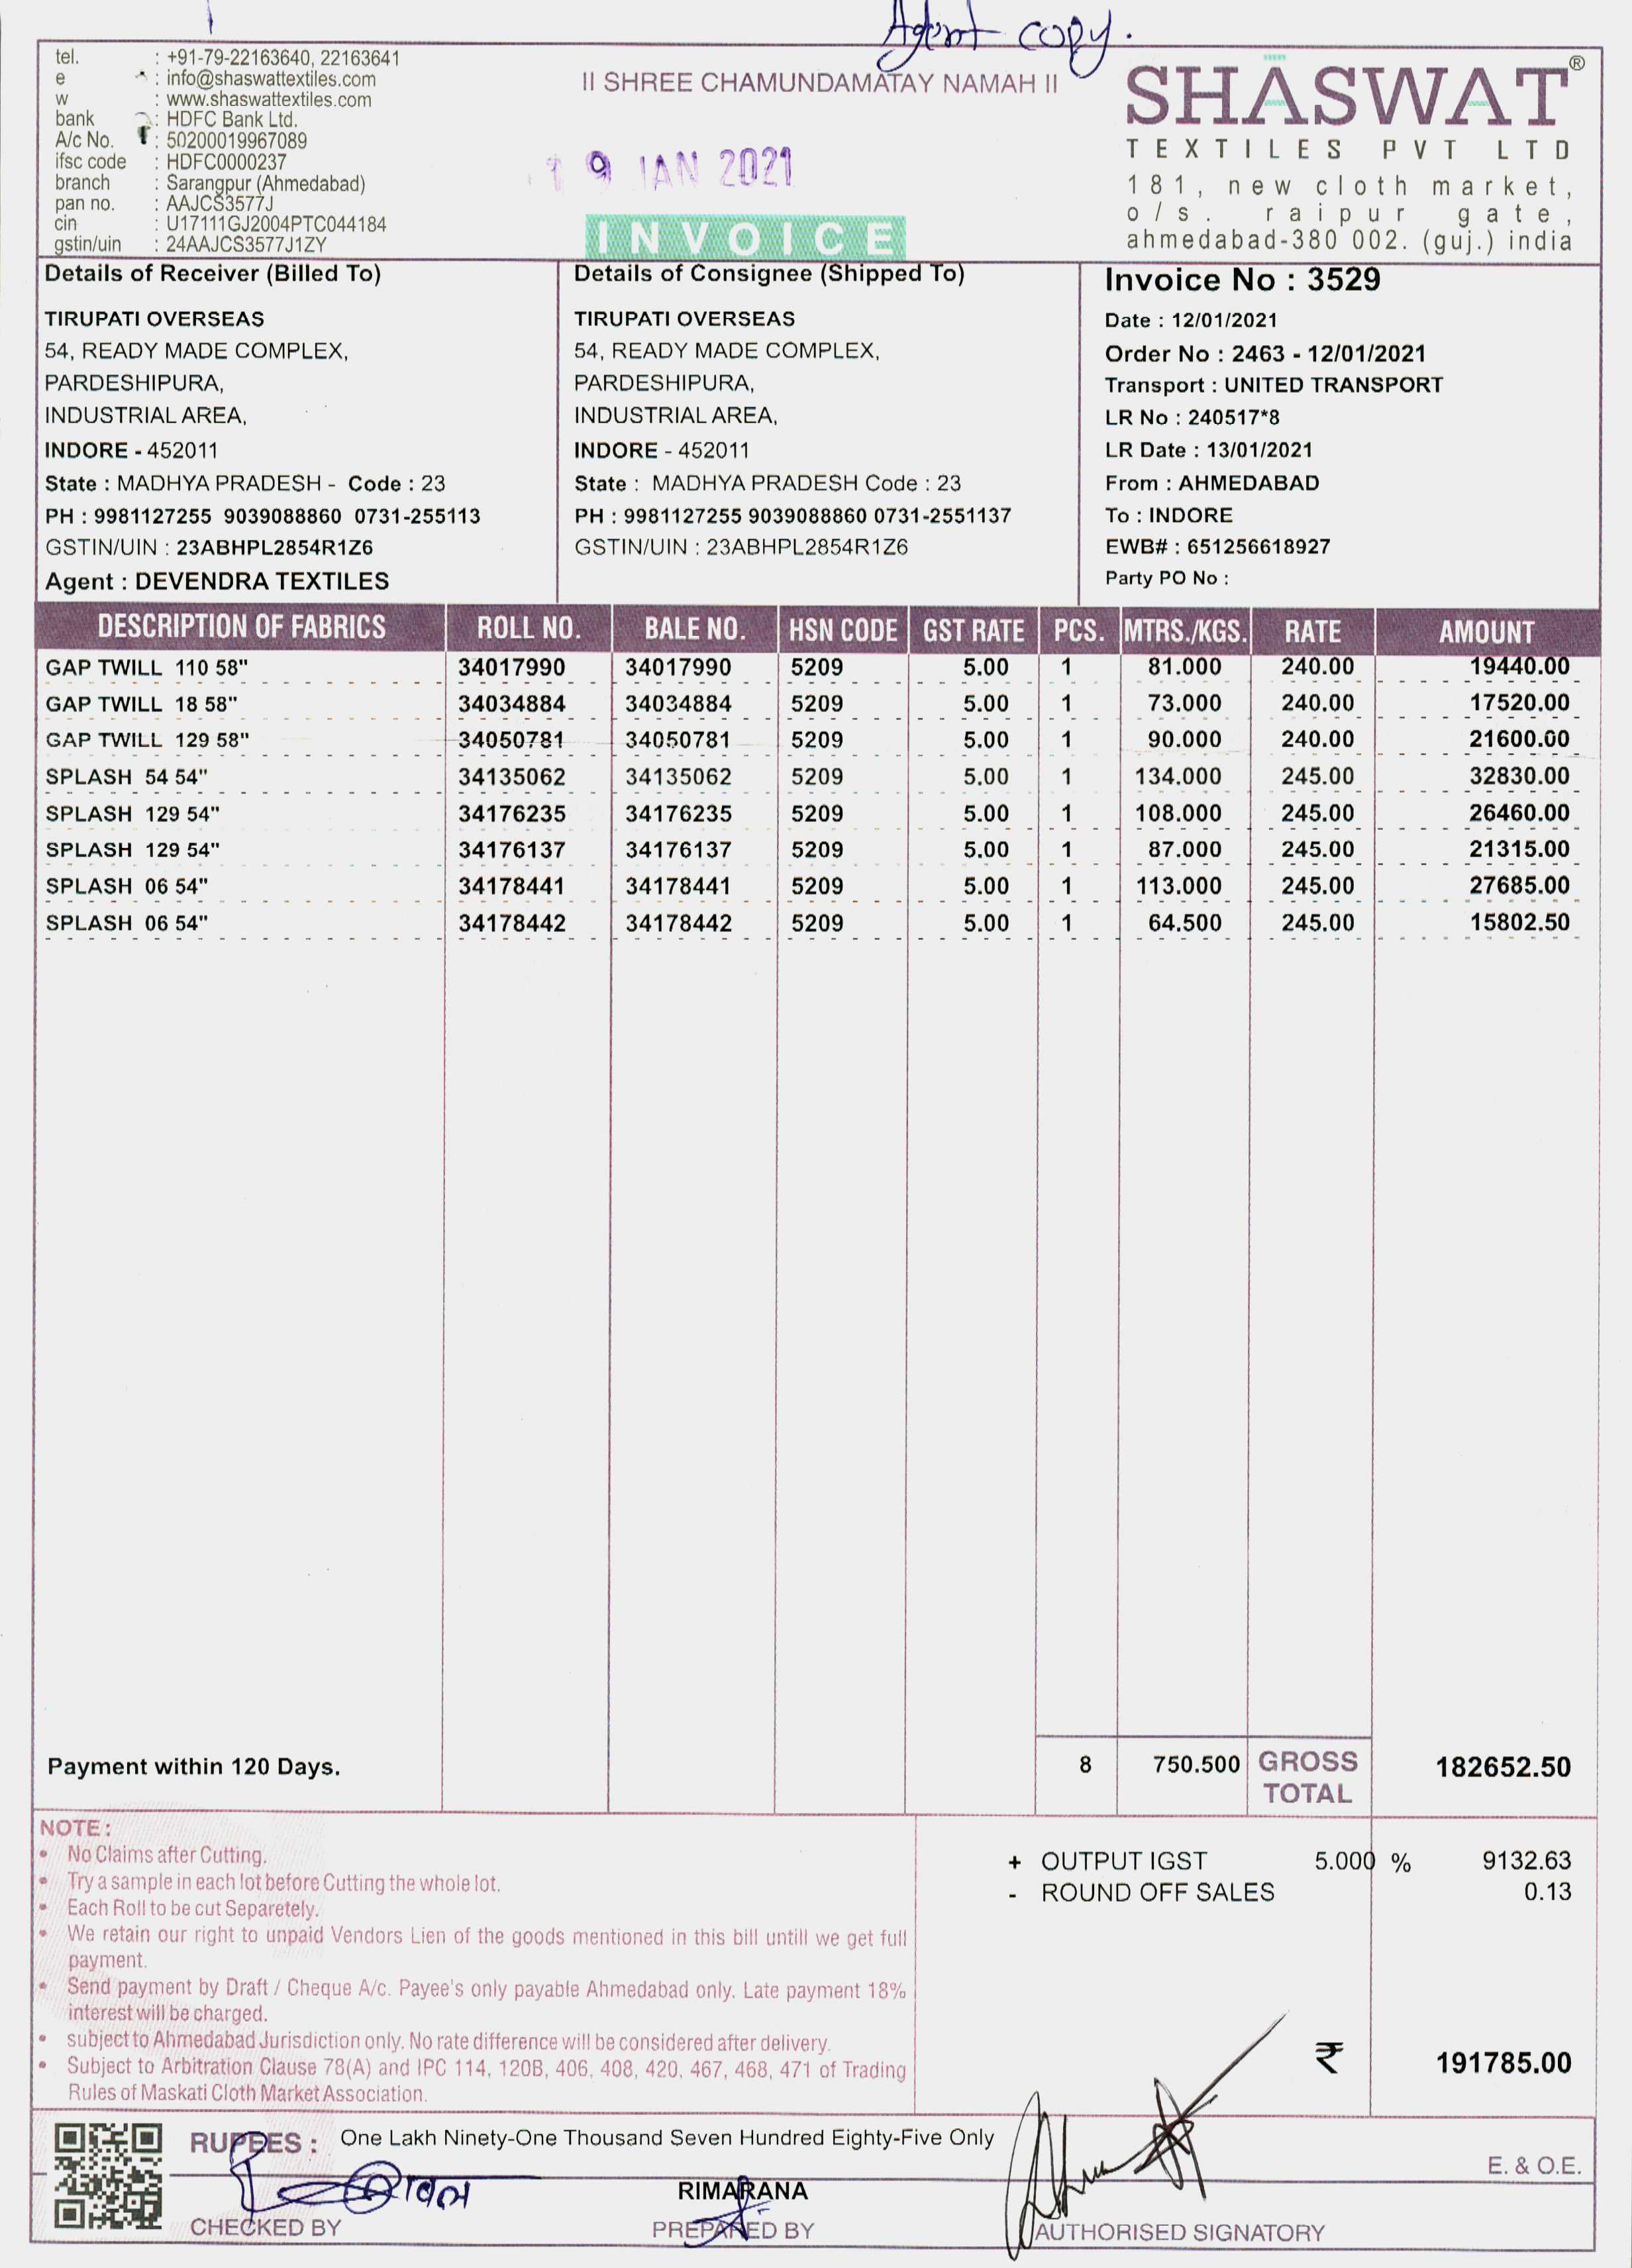 Agent copy.
tel. : +91-79-22163640, 22163641
e : info@shaswattextiles.com
w : www.shaswattextiles.com
bank : HDFC Bank Ltd.
A/c No. : 50200019967089
ifsc code : HDFC0000237
branch : Sarangpur (Ahmedabad)
pan no. : AAJCS3577J
cin : U17111GJ2004PTC044184
gstin/uin : 24AAJCS3577J1ZY
II SHREE CHAMUNDAMATAY NAMAH II
19 JAN 2021
INVOICE
SHASWAT®
TEXTILES PVT LTD
181, new cloth market,
o/s. raipur gate,
ahmedabad-380 002. (guj.) india
Details of Receiver (Billed To)
TIRUPATI OVERSEAS
54, READY MADE COMPLEX,
PARDESHIPURA,
INDUSTRIAL AREA,
INDORE - 452011
State : MADHYA PRADESH - Code : 23
PH : 9981127255 9039088860 0731-255113
GSTIN/UIN : 23ABHPL2854R1Z6
Agent : DEVENDRA TEXTILES
Details of Consignee (Shipped To)
TIRUPATI OVERSEAS
54, READY MADE COMPLEX,
PARDESHIPURA,
INDUSTRIAL AREA,
INDORE - 452011
State : MADHYA PRADESH Code : 23
PH : 9981127255 9039088860 0731-2551137
GSTIN/UIN : 23ABHPL2854R1Z6
Invoice No : 3529
Date : 12/01/2021
Order No : 2463 - 12/01/2021
Transport : UNITED TRANSPORT
LR No : 240517*8
LR Date : 13/01/2021
From : AHMEDABAD
To : INDORE
EWB# : 651256618927
Party PO No :
DESCRIPTION OF FABRICS ROLL NO. BALE NO. HSN CODE GST RATE PCS. MTRS./KGS. RATE AMOUNT
GAP TWILL 110 58" 34017990 34017990 5209 5.00 1 81.000 240.00 19440.00
GAP TWILL 18 58" 34034884 34034884 5209 5.00 1 73.000 240.00 17520.00
GAP TWILL 129 58" 34050781 34050781 5209 5.00 1 90.000 240.00 21600.00
SPLASH 54 54" 34135062 34135062 5209 5.00 1 134.000 245.00 32830.00
SPLASH 129 54" 34176235 34176235 5209 5.00 1 108.000 245.00 26460.00
SPLASH 129 54" 34176137 34176137 5209 5.00 1 87.000 245.00 21315.00
SPLASH 06 54" 34178441 34178441 5209 5.00 1 113.000 245.00 27685.00
SPLASH 06 54" 34178442 34178442 5209 5.00 1 64.500 245.00 15802.50
Payment within 120 Days. 8 750.500 GROSS TOTAL 182652.50
NOTE :
• No Claims after Cutting.
• Try a sample in each lot before Cutting the whole lot.
• Each Roll to be cut Separetely.
• We retain our right to unpaid Vendors Lien of the goods mentioned in this bill untill we get full
payment.
• Send payment by Draft / Cheque A/c. Payee's only payable Ahmedabad only. Late payment 18%
interest will be charged.
• subject to Ahmedabad Jurisdiction only. No rate difference will be considered after delivery.
• Subject to Arbitration Clause 78(A) and IPC 114, 120B, 406, 408, 420, 467, 468, 471 of Trading
Rules of Maskati Cloth Market Association.
+ OUTPUT IGST 5.000 % 9132.63
- ROUND OFF SALES 0.13
₹ 191785.00
RUPEES : One Lakh Ninety-One Thousand Seven Hundred Eighty-Five Only
E. & O.E.
RIMARANA
CHECKED BY PREPARED BY AUTHORISED SIGNATORY